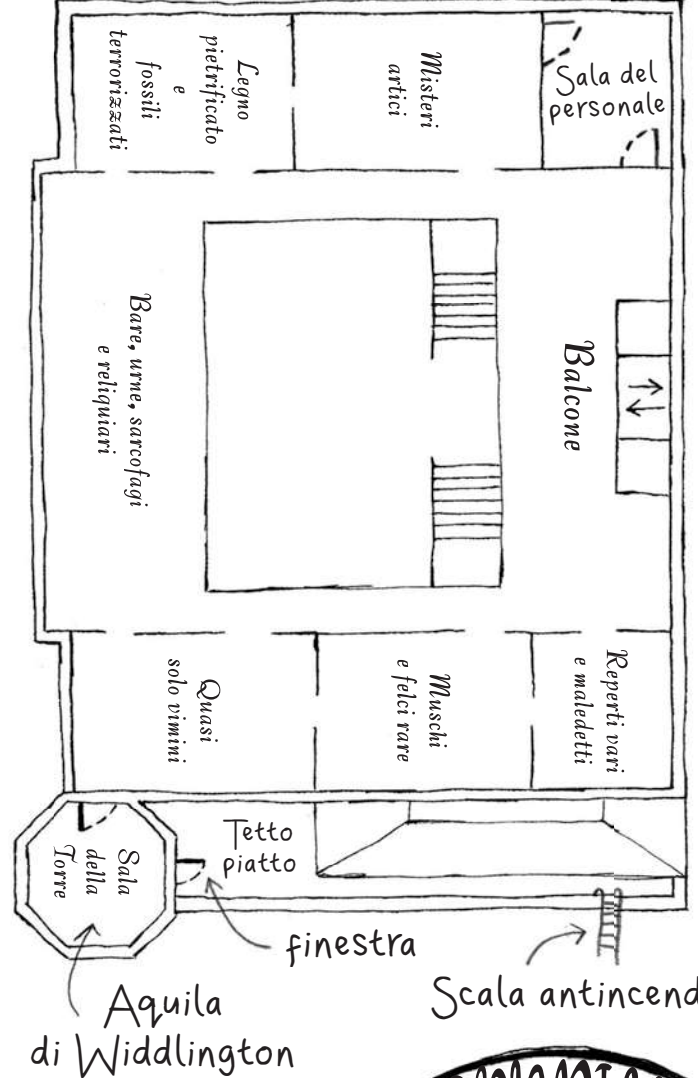 Legno
pietrificato
e
fossili
terrorizzati
Misteri
artici
Sala del
personale
Bare, urne, sarcofagi
e reliquiari
Balcone
Quasi
solo vimini
Muschi
e felci rare
Reperti vari
e maledetti
Sala
della
Torre
Tetto
piatto
finestra
Aquila
di Widdlington
Scala antincend